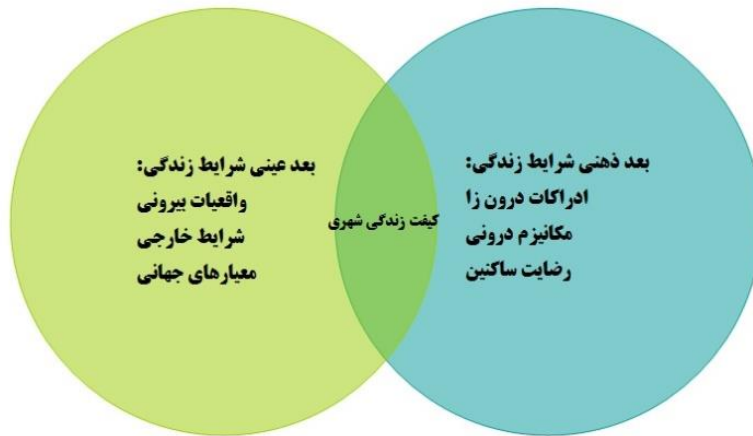 بعد ذهنی شرایط زندگی:
ادراکات درون زا
مکانیزم درونی
رضایت ساکنین
کیفت زندگی شهری
بعد عینی شرایط زندگی:
واقعیات بیرونی
شرایط خارجی
معیارهای جهانی